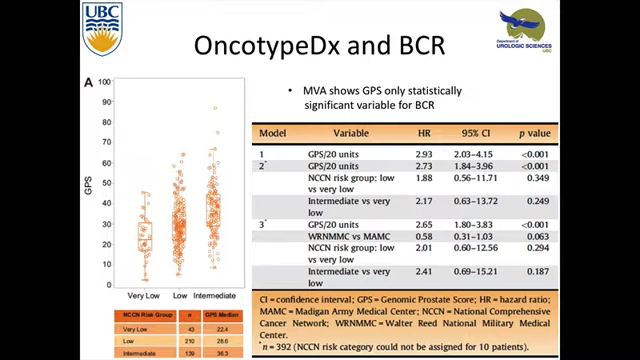 UBC
Department of
UROLOGIC SCIENCES
UBC
OncotypeDx and BCR
A
GPS
100
90
80
70
60
50
40
30
20
10
0
Very Low Low Intermediate
NCCN Risk Group n GPS Median
Very Low 43 22.4
Low 210 28.6
Intermediate 139 36.3
• MVA shows GPS only statistically
significant variable for BCR
Model Variable HR 95% CI p value
1 GPS/20 units 2.93 2.03–4.15 <0.001
2* GPS/20 units 2.73 1.84–3.96 <0.001
NCCN risk group: low 1.88 0.56–11.71 0.349
vs very low
Intermediate vs very 2.17 0.63–13.72 0.249
low
3* GPS/20 units 2.65 1.80–3.83 <0.001
WRNMMC vs MAMC 0.58 0.31–1.03 0.063
NCCN risk group: low 2.01 0.60–12.56 0.294
vs very low
Intermediate vs very 2.41 0.69–15.21 0.187
low
CI = confidence interval; GPS = Genomic Prostate Score; HR = hazard ratio;
MAMC = Madigan Army Medical Center; NCCN = National Comprehensive
Cancer Network; WRNMMC = Walter Reed National Military Medical
Center.
* n = 392 (NCCN risk category could not be assigned for 10 patients).